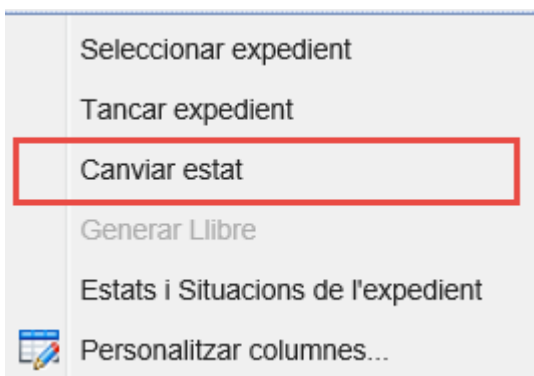 Seleccionar expedient
Tancar expedient
Canviar estat
Generar Llibre
Estats i Situacions de l'expedient
Personalitzar columnes...